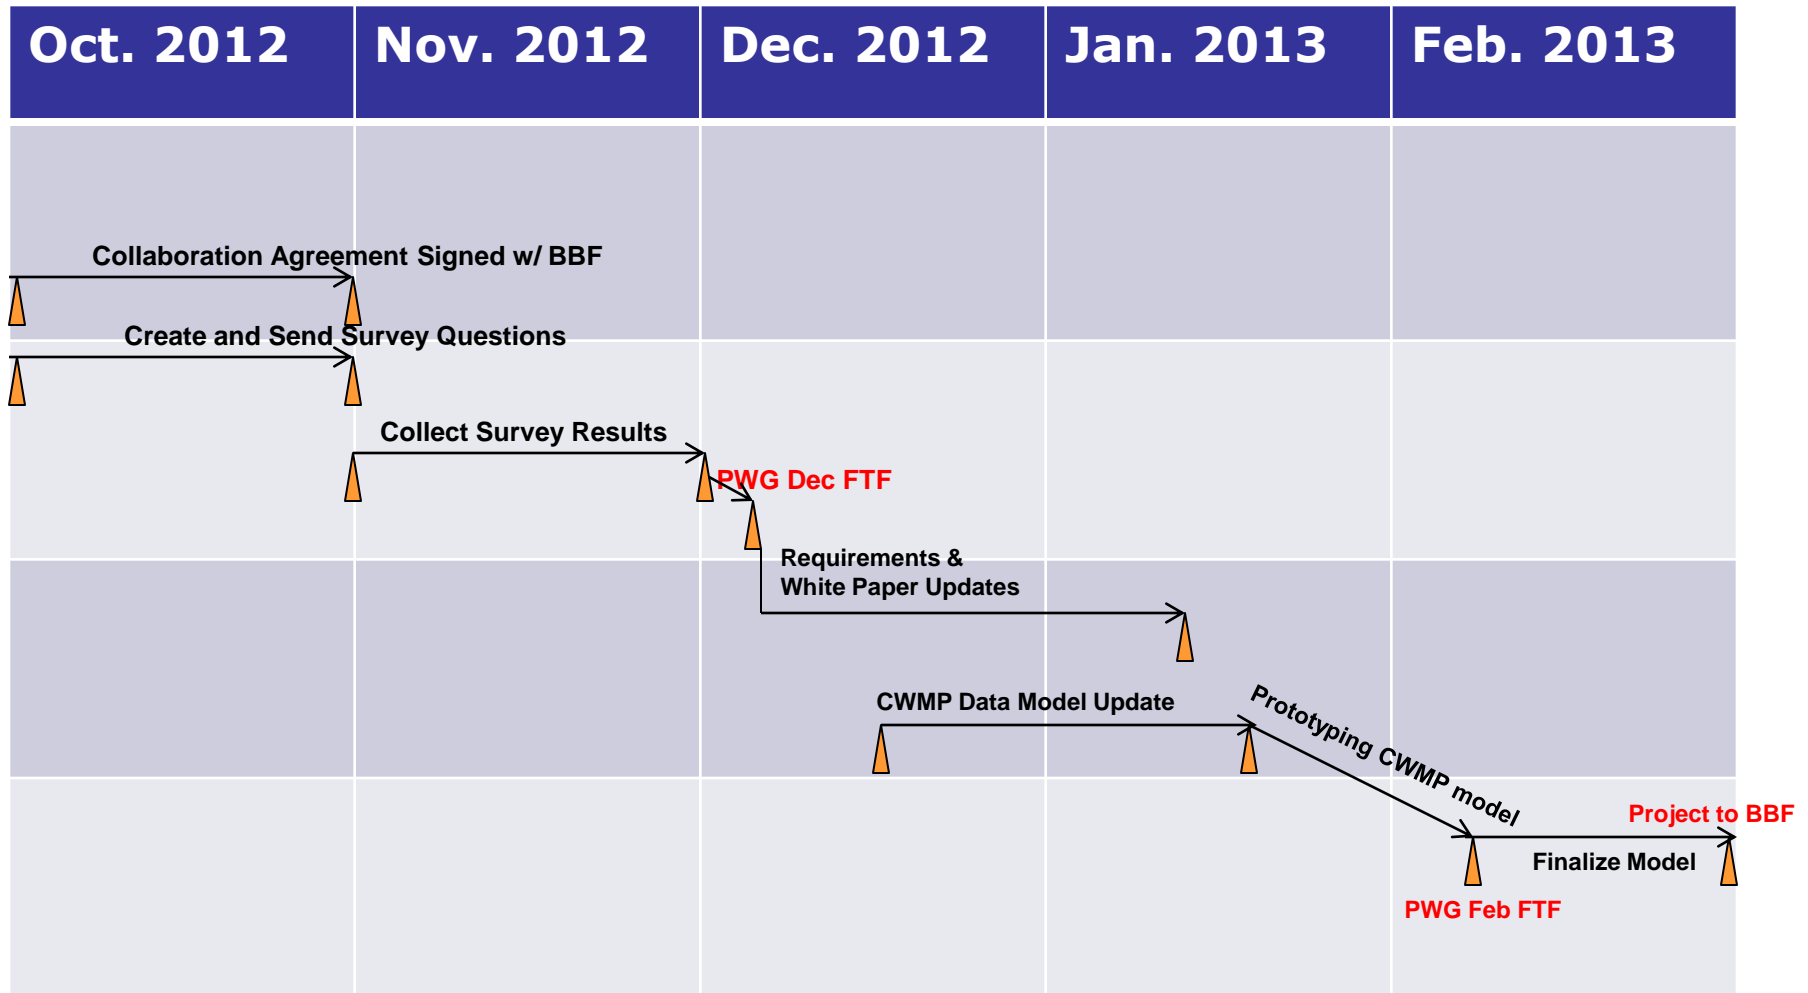 Oct. 2012
Nov. 2012
Dec. 2012
Jan. 2013
Feb. 2013
Collaboration Agreement Signed w/ BBF
Create and Send Survey Questions
Collect Survey Results
PWG Dec FTF
Requirements &
White Paper Updates
CWMP Data Model Update
Prototyping CWMP model
Project to BBF
Finalize Model
PWG Feb FTF